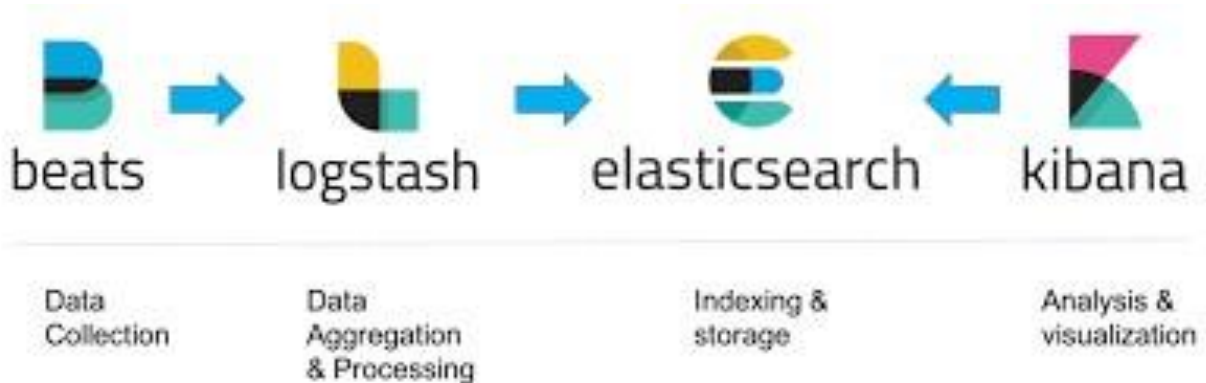 beats
logstash
elasticsearch
kibana
Data
Collection
Data
Aggregation
& Processing
Indexing &
storage
Analysis &
visualization